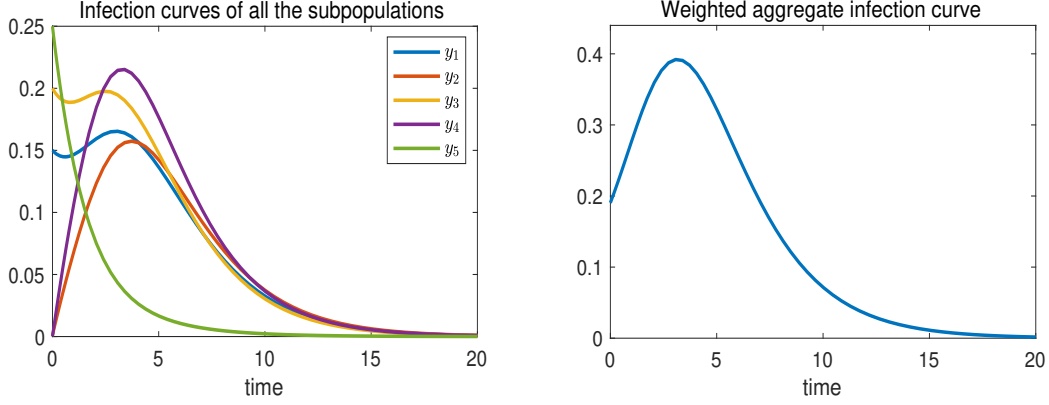 Infection curves of all the subpopulations
0.25
0.2
0.15
0.1
0.05
0
0
5
10
15
20
time
y1
y2
y3
y4
y5
Weighted aggregate infection curve
0.4
0.3
0.2
0.1
0
0
5
10
15
20
time